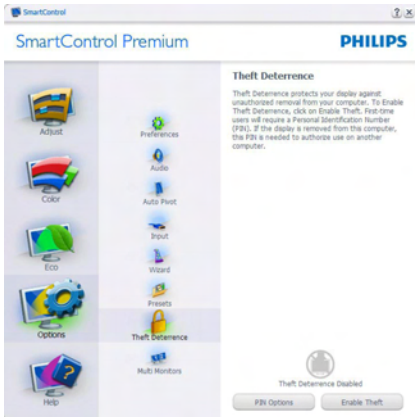 SmartControl
SmartControl Premium
PHILIPS
Adjust
Color
Eco
Options
Help
Preferences
Audio
Auto Pivot
Input
Wizard
Presets
Theft Deterrence
Multi Monitors
Theft Deterrence
Theft Deterrence protects your display against
unauthorized removal from your computer. To Enable
Theft Deterrence, click on Enable Theft. First-time
users will require a Personal Identification Number
(PIN). If the display is removed from this computer,
this PIN is needed to authorize use on another
computer.
Theft Deterrence Disabled
PIN Options
Enable Theft